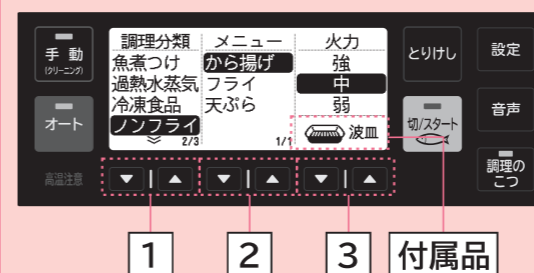 手動
(クリーニング)
オート
高温注意
調理分類
魚煮つけ
過熱水蒸気
冷凍食品
ノンフライ
2/3
メニュー
から揚げ
フライ
天ぷら
1/1
火力
強
中
弱
波皿
とりけし
切/スタート
設定
音声
調理の
こつ
1
2
3
付属品